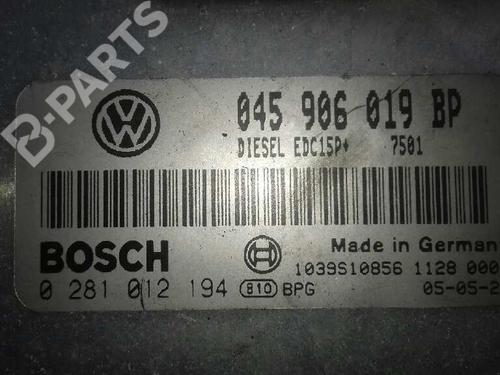 B-PARTS
045 906 019 BP
DIESEL EDC15P+ 7501
BOSCH
Made in German
0 281 012 194 810 BPG
1039S10856 1128 000
05-05-2